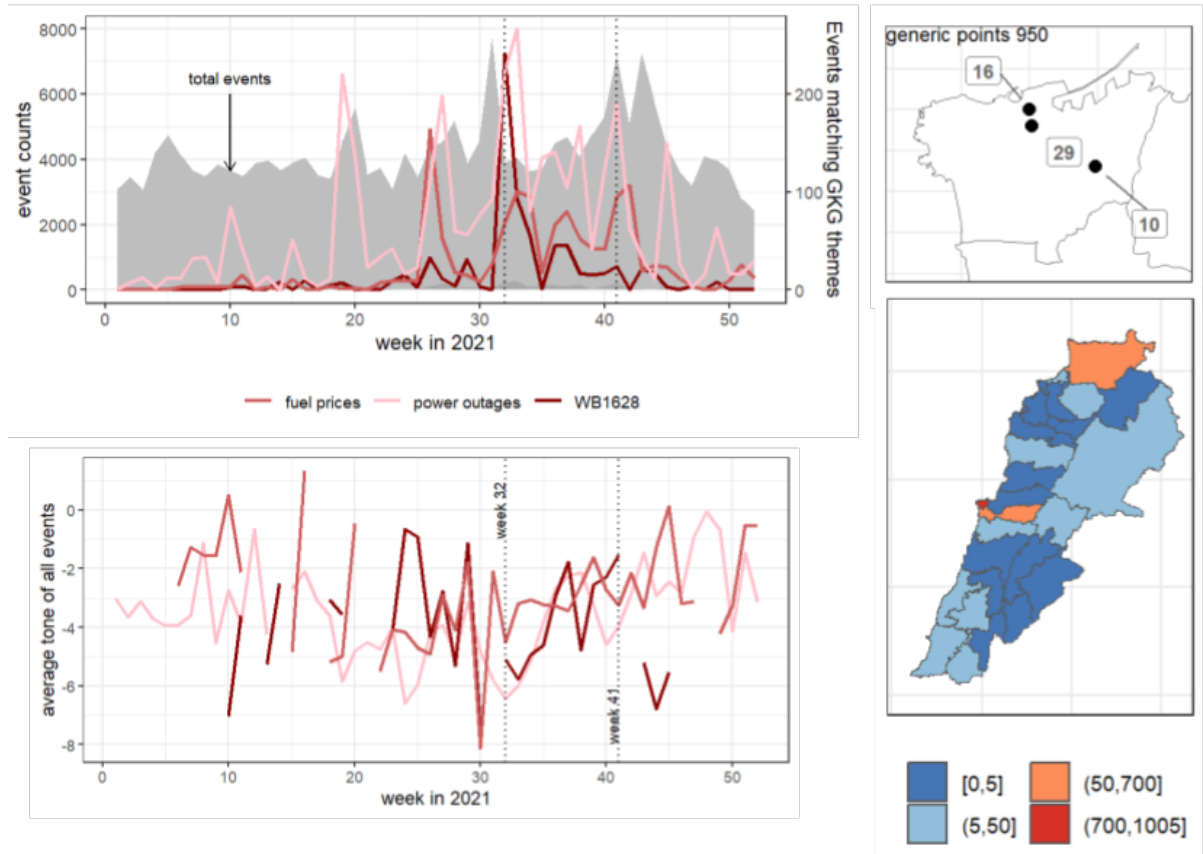 8000
6000
4000
2000
0
event counts
total events
200
100
0
Events matching GKG themes
0
10
20
30
40
50
week in 2021
fuel prices
power outages
WB1628
0
-2
-4
-6
-8
average tone of all events
week 32
week 41
0
10
20
30
40
50
week in 2021
generic points 950
16
29
10
[0,5]
(50,700]
(5,50]
(700,1005]